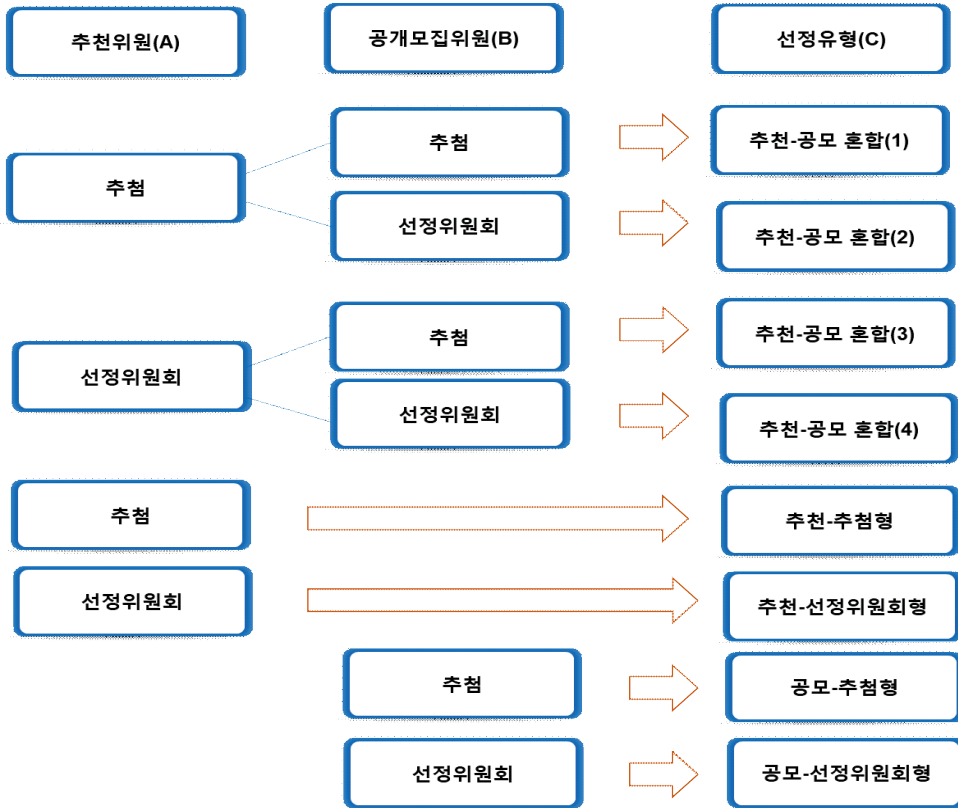 추천위원(A)
공개모집위원(B)
선정유형(C)
추첨
추첨
추천-공모 혼합(1)
선정위원회
추천-공모 혼합(2)
선정위원회
추첨
추천-공모 혼합(3)
선정위원회
추천-공모 혼합(4)
추첨
추천-추첨형
선정위원회
추천-선정위원회형
추첨
공모-추첨형
선정위원회
공모-선정위원회형